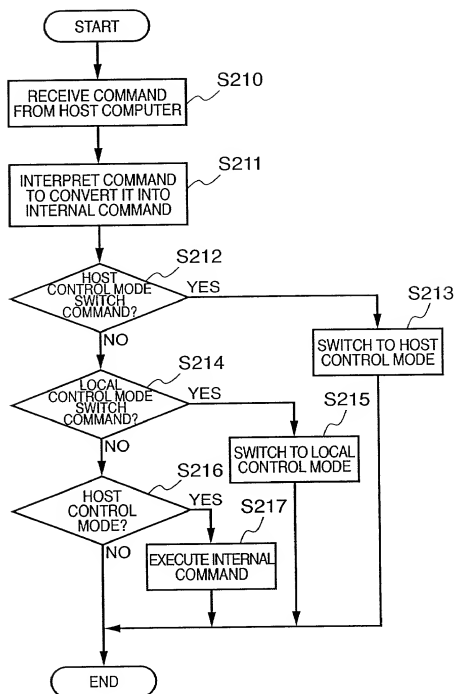 START
S210
RECEIVE COMMAND
FROM HOST COMPUTER
S211
INTERPRET COMMAND
TO CONVERT IT INTO
INTERNAL COMMAND
S212
HOST
CONTROL MODE
SWITCH
COMMAND?
YES
NO
S213
SWITCH TO HOST
CONTROL MODE
S214
LOCAL
CONTROL MODE
SWITCH
COMMAND?
YES
NO
S215
SWITCH TO LOCAL
CONTROL MODE
S216
HOST
CONTROL
MODE?
YES
NO
S217
EXECUTE INTERNAL
COMMAND
END